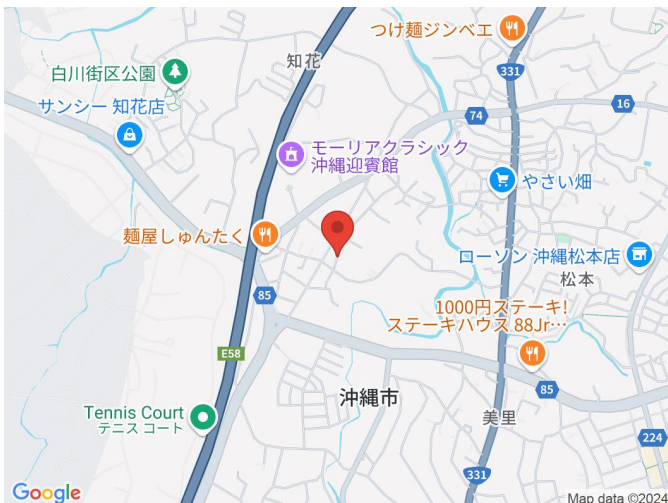 つけ麺ジンベエ
知花
白川街区公園
331
サンシー 知花店
74
16
モーリアクラシック
沖縄迎賓館
やさい畑
麺屋しゅんたく
ローソン 沖縄松本店
松本
85
1000円ステーキ!
ステーキハウス 88Jr…
E58
85
沖縄市
Tennis Court
テニス コート
美里
224
331
Google
Map data ©2024